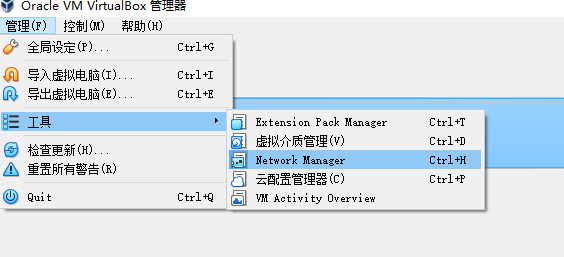 Oracle VM VirtualBox 管理器
管理(F) 控制(M) 帮助(H)
全局设定(P)... Ctrl+G
导入虚拟电脑(I)... Ctrl+I
导出虚拟电脑(E)... Ctrl+E
工具
检查更新(H)...
重置所有警告(R)
Quit Ctrl+Q
Extension Pack Manager Ctrl+T
虚拟介质管理(V) Ctrl+D
Network Manager Ctrl+H
云配置管理器(C) Ctrl+P
VM Activity Overview